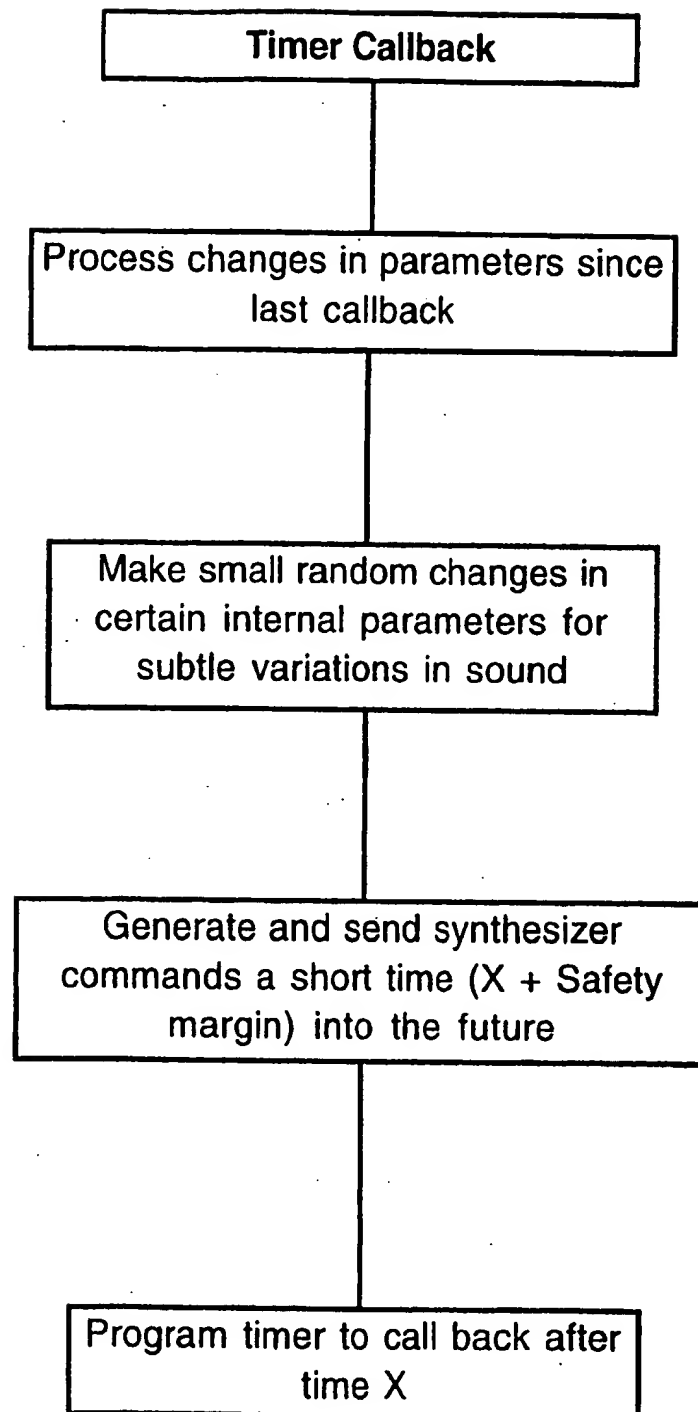 Timer Callback
Process changes in parameters since
last callback
Make small random changes in
certain internal parameters for
subtle variations in sound
Generate and send synthesizer
commands a short time (X + Safety
margin) into the future
Program timer to call back after
time X